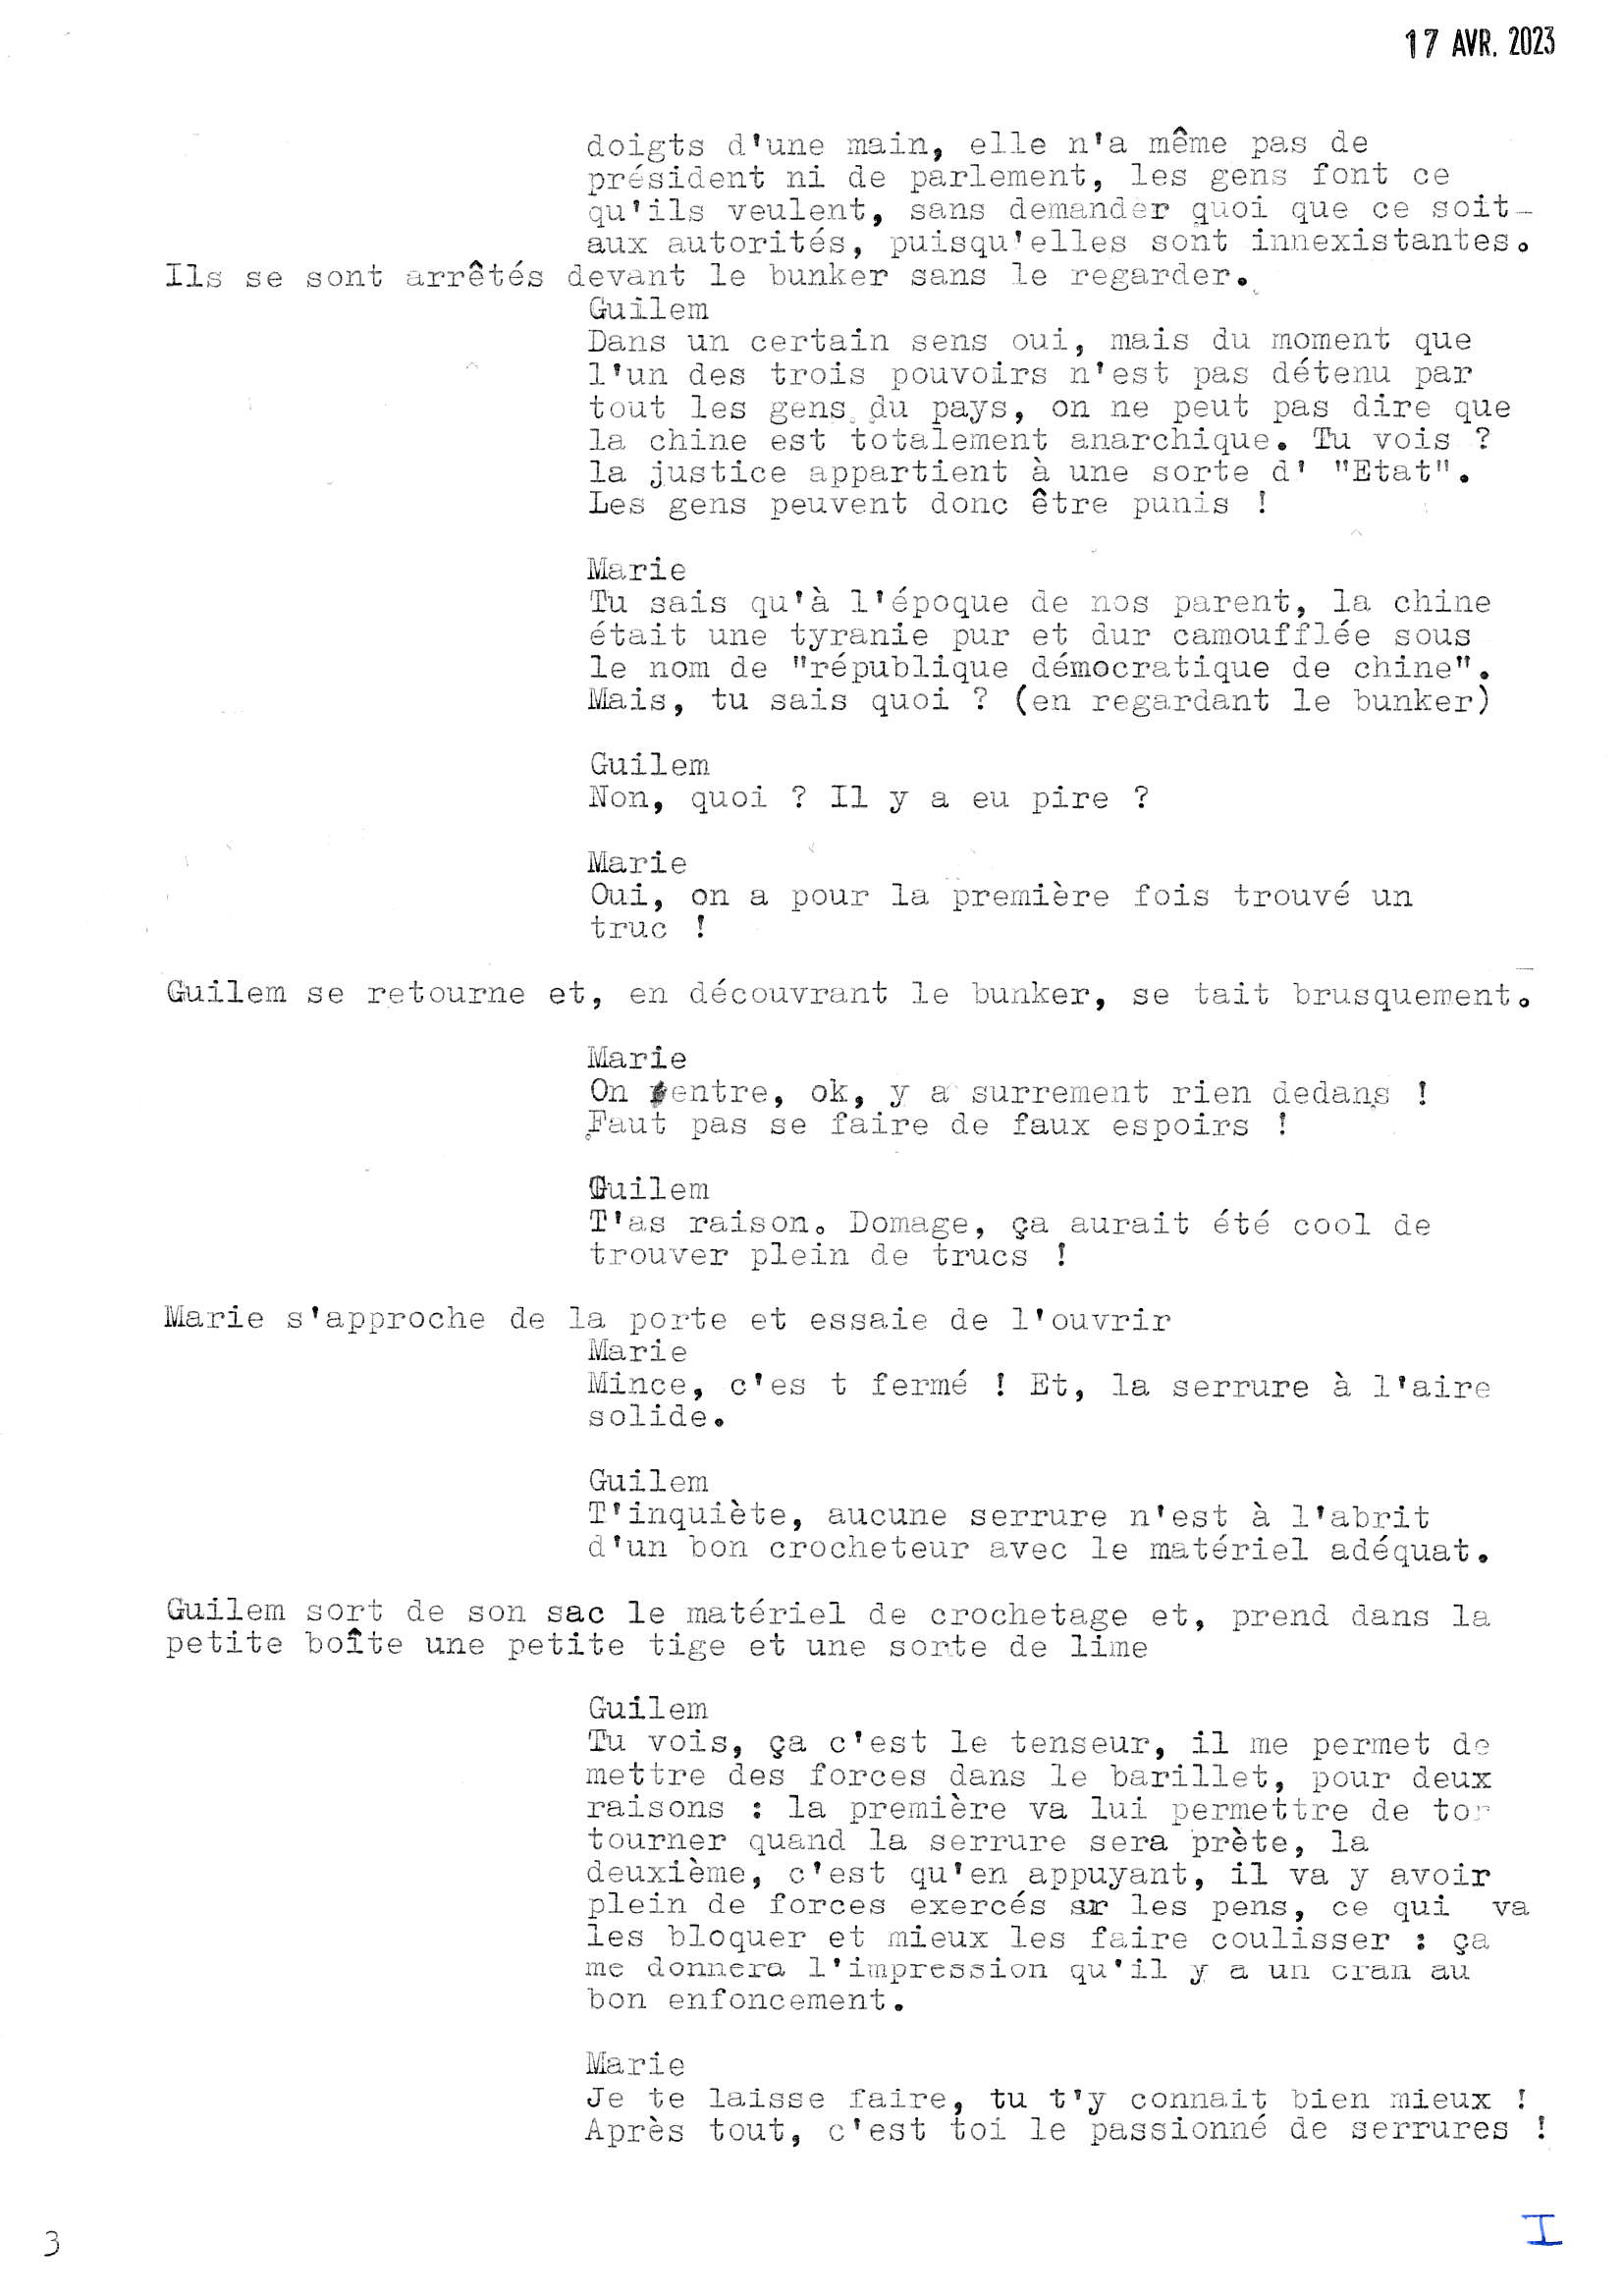 17 AVR. 2023
doigts d'une main, elle n'a même pas de
président ni de parlement, les gens font ce
qu'ils veulent, sans demander quoi que ce soit
aux autorités, puisqu'elles sont innexistantes.
Ils se sont arrêtés devant le bunker sans le regarder.
Guilem
Dans un certain sens oui, mais du moment que
l'un des trois pouvoirs n'est pas détenu par
tout les gens du pays, on ne peut pas dire que
la chine est totalement anarchique. Tu vois ?
la justice appartient à une sorte d' "Etat".
Les gens peuvent donc être punis !
Marie
Tu sais qu'à l'époque de nos parent, la chine
était une tyranie pur et dur camoufflée sous
le nom de "république démocratique de chine".
Mais, tu sais quoi ? (en regardant le bunker)
Guilem
Non, quoi ? Il y a eu pire ?
Marie
Oui, on a pour la première fois trouvé un
truc !
Guilem se retourne et, en découvrant le bunker, se tait brusquement.
Marie
On rentre, ok, y a surrement rien dedans !
Faut pas se faire de faux espoirs !
Guilem
T'as raison. Domage, ça aurait été cool de
trouver plein de trucs !
Marie s'approche de la porte et essaie de l'ouvrir
Marie
Mince, c'es t fermé ! Et, la serrure à l'aire
solide.
Guilem
T'inquiète, aucune serrure n'est à l'abrit
d'un bon crocheteur avec le matériel adéquat.
Guilem sort de son sac le matériel de crochetage et, prend dans la
petite boîte une petite tige et une sorte de lime
Guilem
Tu vois, ça c'est le tenseur, il me permet de
mettre des forces dans le barillet, pour deux
raisons : la première va lui permettre de tor
tourner quand la serrure sera prète, la
deuxième, c'est qu'en appuyant, il va y avoir
plein de forces exercés sr les pens, ce qui va
les bloquer et mieux les faire coulisser : ça
me donnera l'impression qu'il y a un cran au
bon enfoncement.
Marie
Je te laisse faire, tu t'y connait bien mieux !
Après tout, c'est toi le passionné de serrures !
3
I